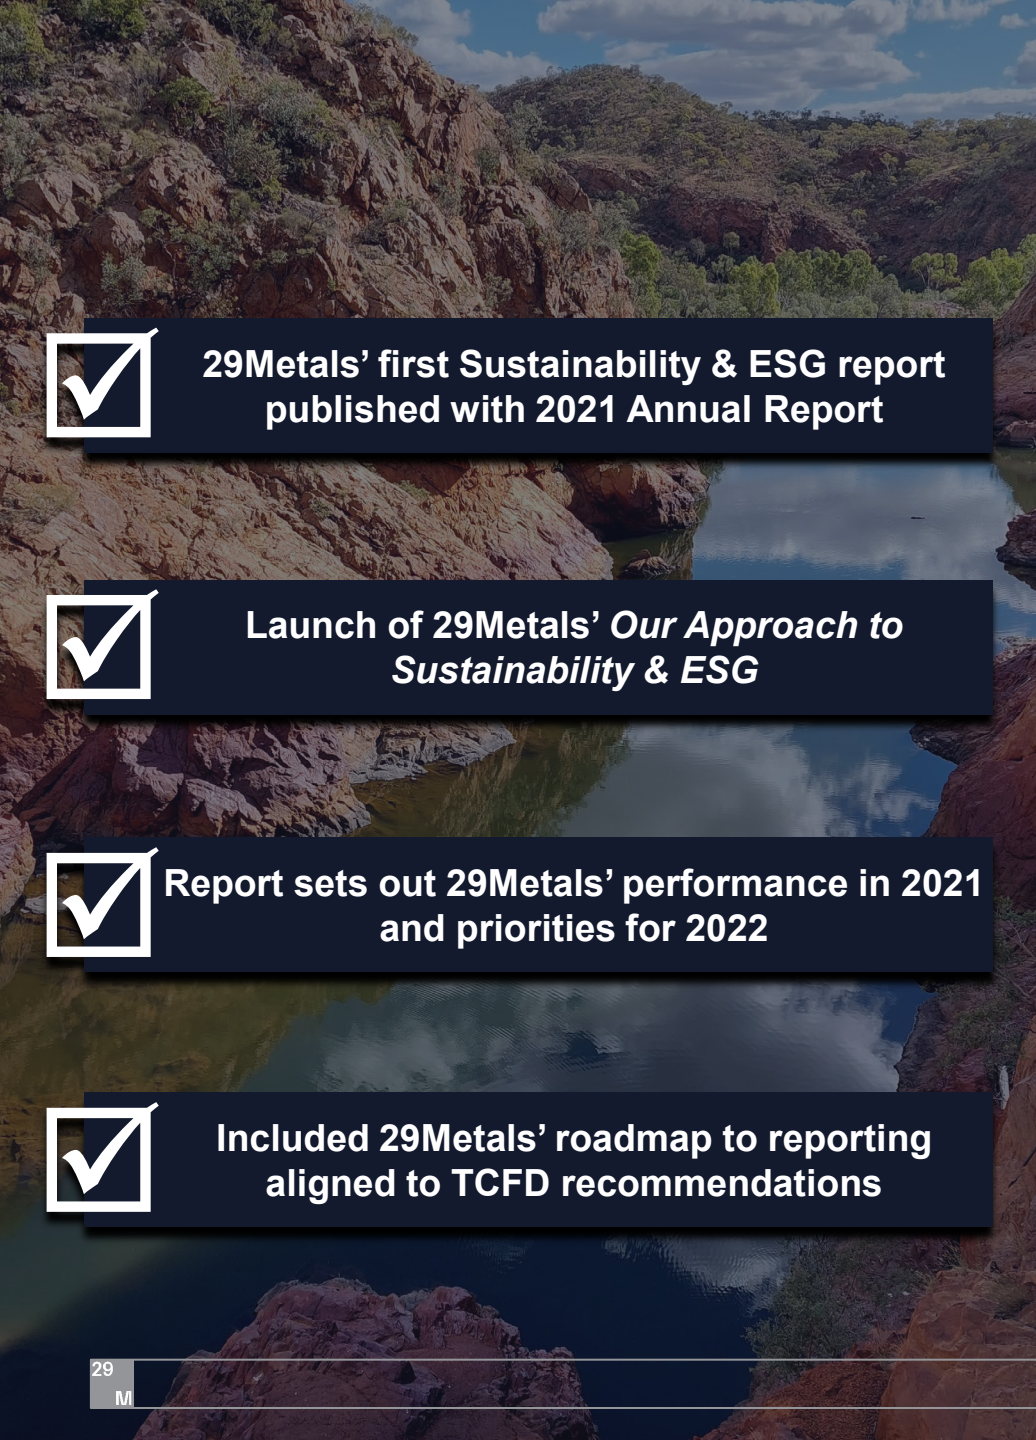 29Metals’ first Sustainability & ESG report
published with 2021 Annual Report
Launch of 29Metals’ Our Approach to
Sustainability & ESG
Report sets out 29Metals’ performance in 2021
and priorities for 2022
Included 29Metals’ roadmap to reporting
aligned to TCFD recommendations
29
M